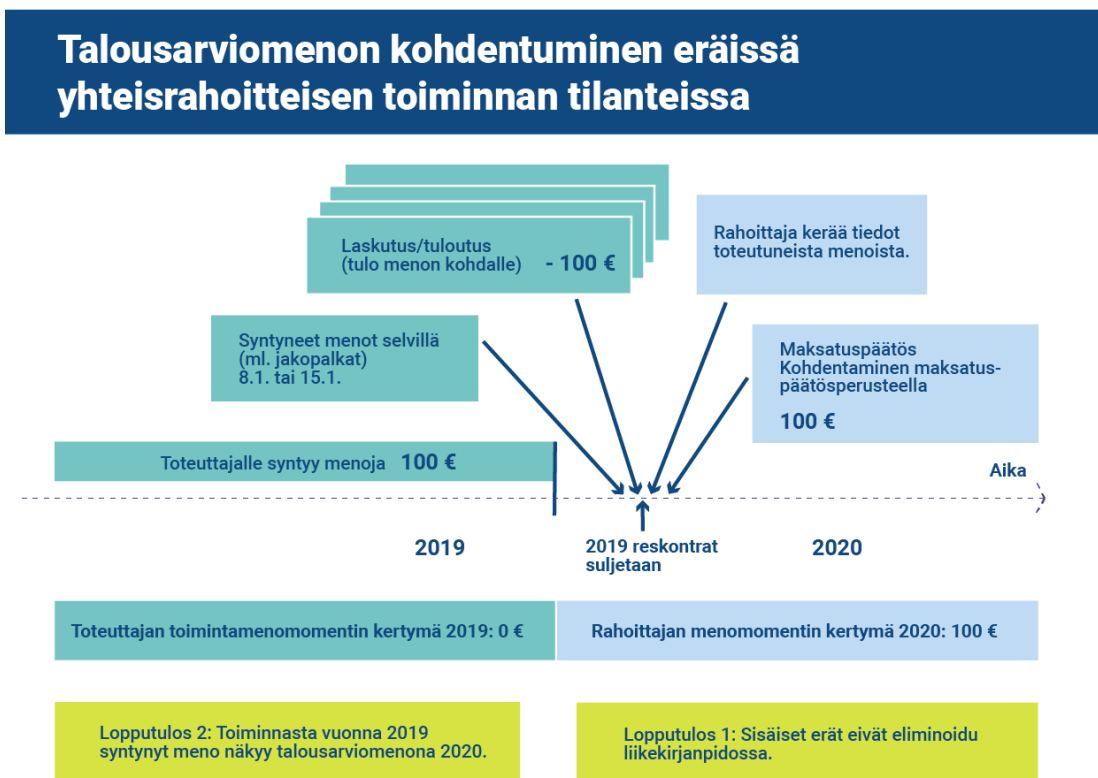 Talousarviomenon kohdentuminen eräissä
yhteisrahoitteisen toiminnan tilanteissa
Laskutus/tuloutus
(tulo menon kohdalle) - 100 €
Rahoittaja kerää tiedot
toteutuneista menoista.
Syntyneet menot selvillä
(ml. jakopalkat)
8.1. tai 15.1.
Maksatuspäätös
Kohdentaminen maksatus-
päätösperusteella
100 €
Toteuttajalle syntyy menoja 100 €
Aika
2019
2019 reskontrat
suljetaan
2020
Toteuttajan toimintamenomomentin kertymä 2019: 0 €
Rahoittajan menomomentin kertymä 2020: 100 €
Lopputulos 2: Toiminnasta vuonna 2019
syntynyt meno näkyy talousarviomenona 2020.
Lopputulos 1: Sisäiset erät eivät eliminoidu
liikekirjanpidossa.